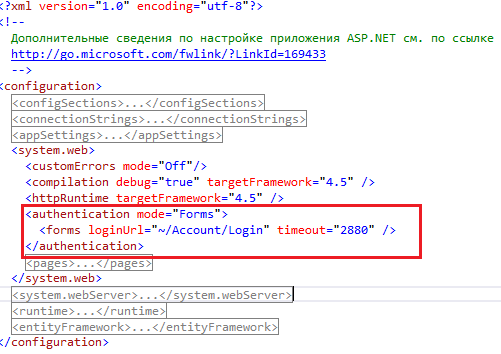 <?xml version="1.0" encoding="utf-8"?>
<!--
Дополнительные сведения по настройке приложения ASP.NET см. по ссылке
http://go.microsoft.com/fwlink/?LinkId=169433
-->
<configuration>
<configSections>...</configSections>
<connectionStrings>...</connectionStrings>
<appSettings>...</appSettings>
<system.web>
<customErrors mode="Off"/>
<compilation debug="true" targetFramework="4.5" />
<httpRuntime targetFramework="4.5" />
<authentication mode="Forms">
<forms loginUrl="~/Account/Login" timeout="2880" />
</authentication>
<pages>...</pages>
</system.web>
<system.webServer>...</system.webServer>
<runtime>...</runtime>
<entityFramework>...</entityFramework>
</configuration>